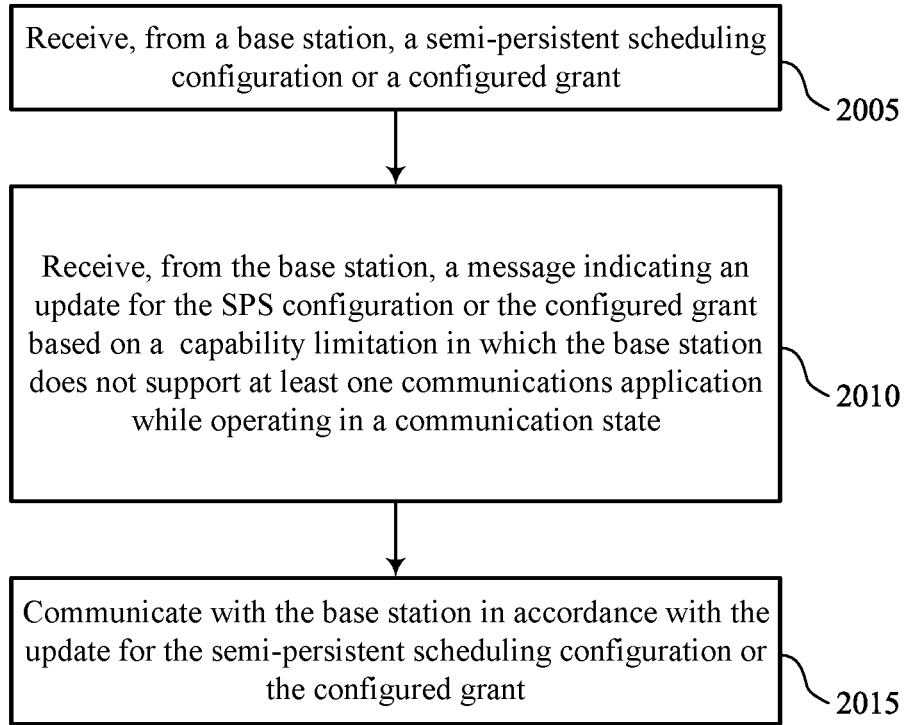 Receive, from a base station, a semi-persistent scheduling
configuration or a configured grant
2005
Receive, from the base station, a message indicating an
update for the SPS configuration or the configured grant
based on a capability limitation in which the base station
does not support at least one communications application
while operating in a communication state
2010
Communicate with the base station in accordance with the
update for the semi-persistent scheduling configuration or
the configured grant
2015